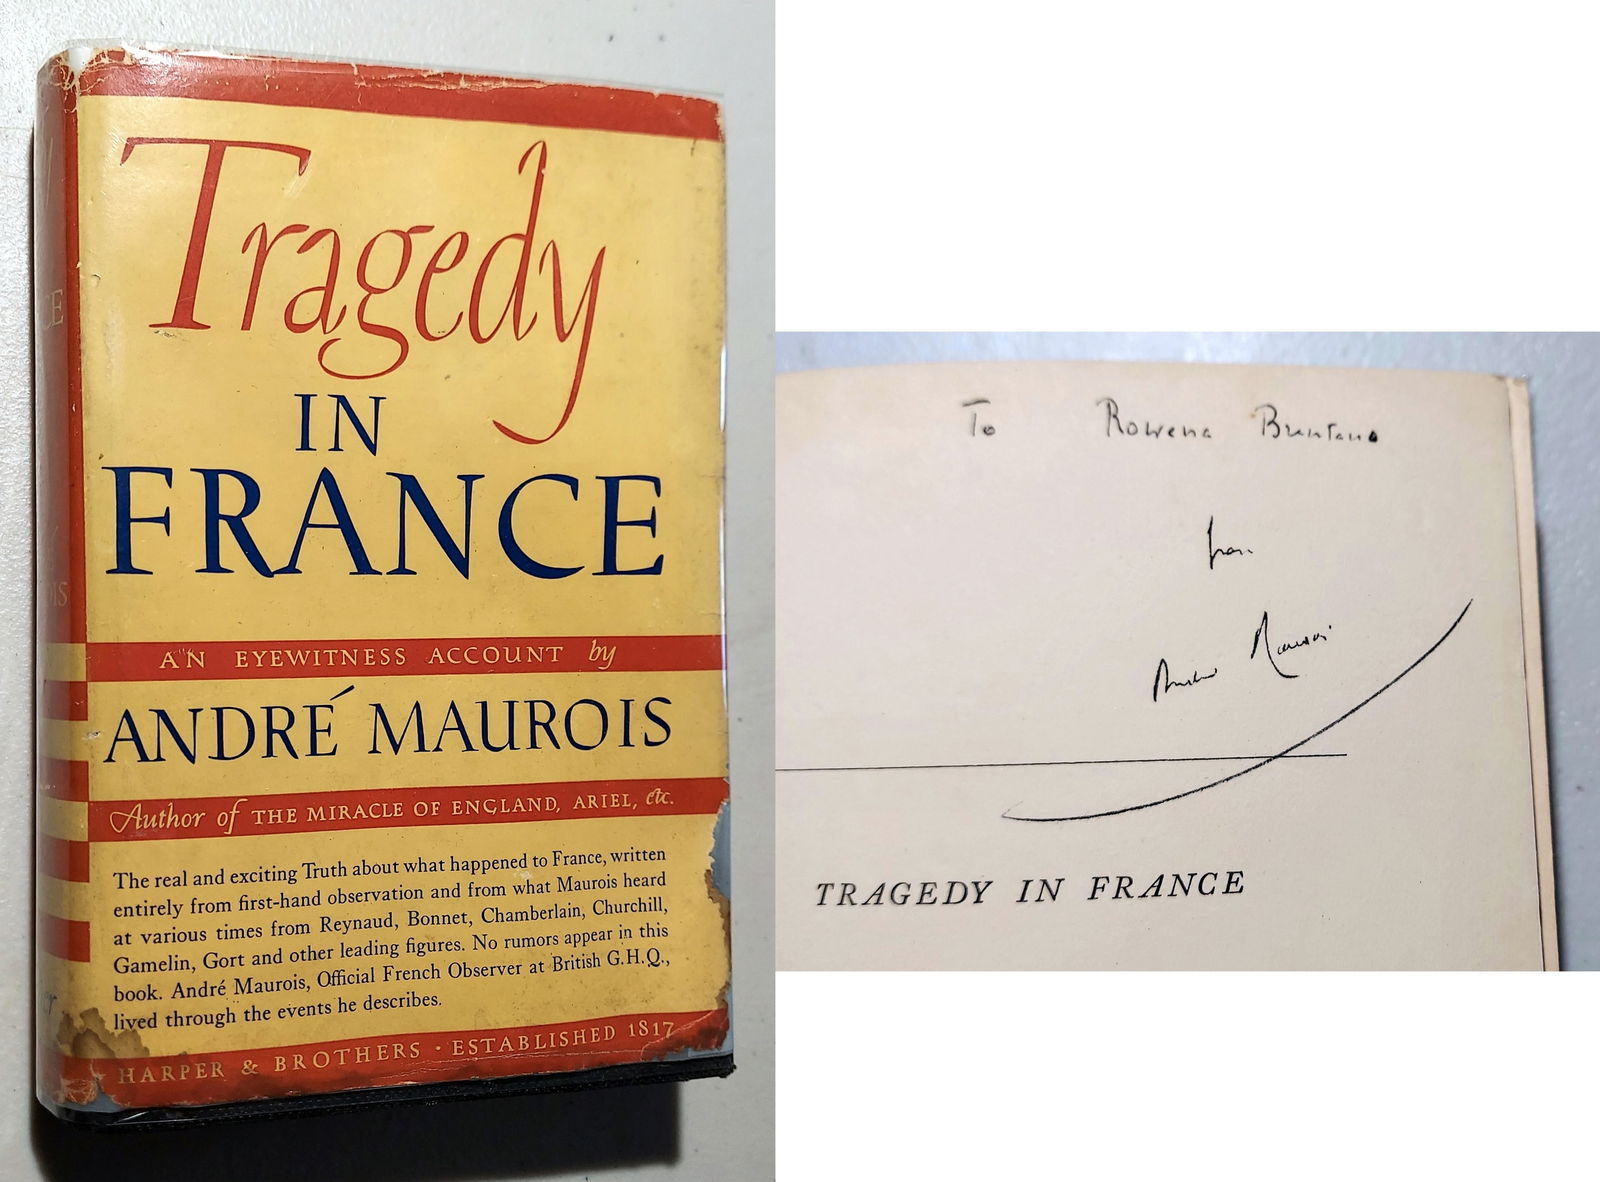 Tragedy
IN
FRANCE
AN EYEWITNESS ACCOUNT by
ANDRÉ MAUROIS
Author of THE MIRACLE OF ENGLAND, ARIEL, etc.
The real and exciting Truth about what happened to France, written
entirely from first-hand observation and from what Maurois heard
at various times from Reynaud, Bonnet, Chamberlain, Churchill,
Gamelin, Gort and other leading figures. No rumors appear in this
book. André Maurois, Official French Observer at British G.H.Q.,
lived through the events he describes.
HARPER & BROTHERS · ESTABLISHED 1817
To Rowena Brentano
from
André Maurois
TRAGEDY IN FRANCE